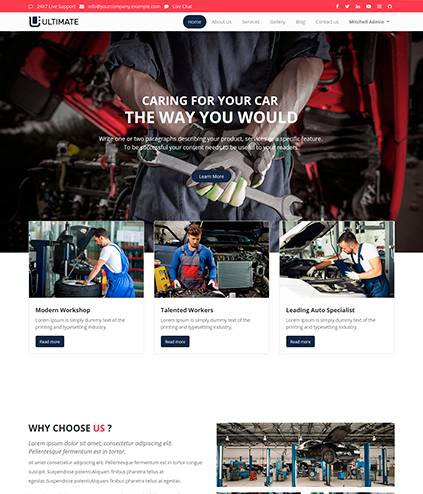 24X7 Live Support info@yourcompany.example.com Live Chat
ULTIMATE
Home About Us Services Gallery Blog Contact us Mitchell Admin
CARING FOR YOUR CAR
THE WAY YOU WOULD
Write one or two paragraphs describing your product, services or a specific feature.
To be successful your content needs to be useful to your readers.
Learn More
Modern Workshop
Lorem Ipsum is simply dummy text of the
printing and typesetting industry.
Read more
Talented Workers
Lorem Ipsum is simply dummy text of the
printing and typesetting industry.
Read more
Leading Auto Specialist
Lorem Ipsum is simply dummy text of the
printing and typesetting industry.
Read more
WHY CHOOSE US ?
Lorem ipsum dolor sit amet, consectetur adipiscing elit.
Pellentesque fermentum est in tortor.
sit amet consectetur adipiscing elit. Pellentesque fermentum est in tortor cursus
suscipit. Suspendisse potenti.Aliquam finibus pharetra tellus at
egestas.Suspendisse potenti.Aliquam finibus pharetra tellus at egestas.